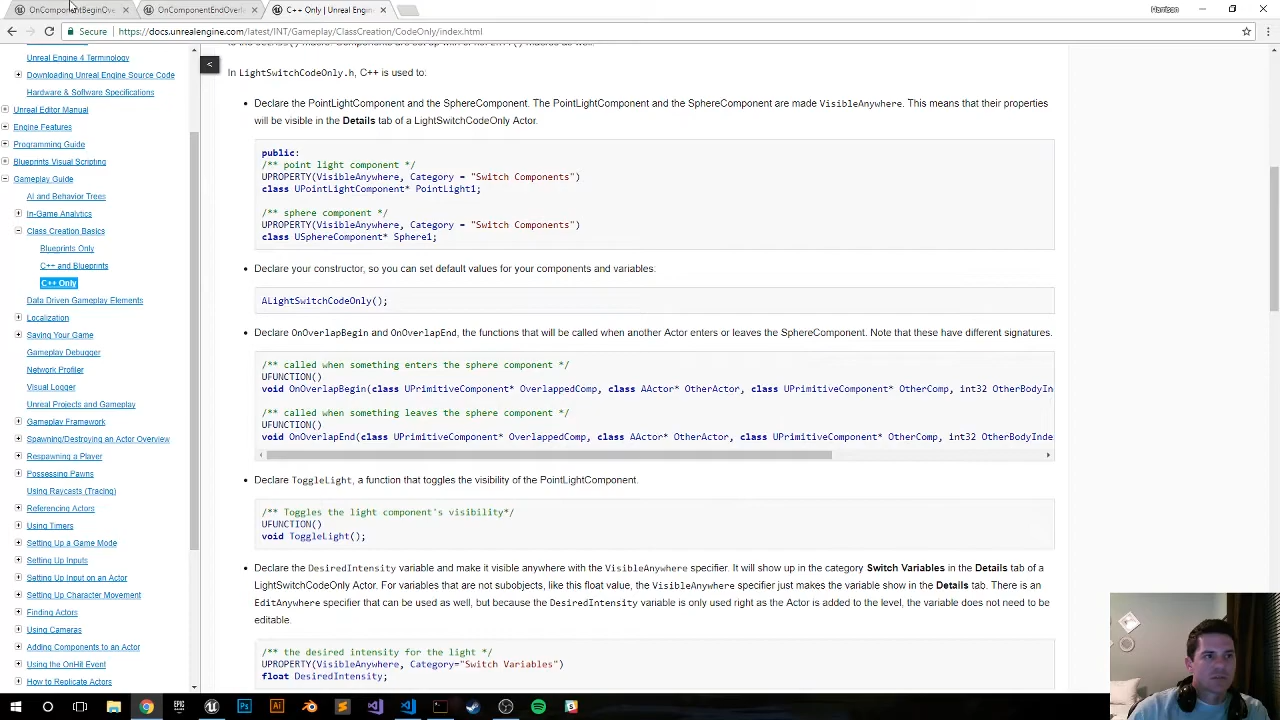 OnComponentBeginOve
OnComponentEndOverl
C++ Only | Unreal Engin
Harrison
Secure
https://docs.unrealengine.com/latest/INT/Gameplay/ClassCreation/CodeOnly/index.html
Unreal Engine 4 Terminology
Downloading Unreal Engine Source Code
Hardware & Software Specifications
Unreal Editor Manual
Engine Features
Programming Guide
Blueprints Visual Scripting
Gameplay Guide
AI and Behavior Trees
In-Game Analytics
Class Creation Basics
Blueprints Only
C++ and Blueprints
C++ Only
Data Driven Gameplay Elements
Localization
Saving Your Game
Gameplay Debugger
Network Profiler
Visual Logger
Unreal Projects and Gameplay
Gameplay Framework
Spawning/Destroying an Actor Overview
Respawning a Player
Possessing Pawns
Using Raycasts (Tracing)
Referencing Actors
Using Timers
Setting Up a Game Mode
Setting Up Inputs
Setting Up Input on an Actor
Setting Up Character Movement
Finding Actors
Using Cameras
Adding Components to an Actor
Using the OnHit Event
How to Replicate Actors
<
In LightSwitchCodeOnly.h, C++ is used to:
• Declare the PointLightComponent and the SphereComponent. The PointLightComponent and the SphereComponent are made VisibleAnywhere. This means that their properties
will be visible in the Details tab of a LightSwitchCodeOnly Actor.
public:
/** point light component */
UPROPERTY(VisibleAnywhere, Category = "Switch Components")
class UPointLightComponent* PointLight1;
/** sphere component */
UPROPERTY(VisibleAnywhere, Category = "Switch Components")
class USphereComponent* Sphere1;
• Declare your constructor, so you can set default values for your components and variables:
ALightSwitchCodeOnly();
• Declare OnOverlapBegin and OnOverlapEnd, the functions that will be called when another Actor enters or leaves the SphereComponent. Note that these have different signatures.
/** called when something enters the sphere component */
UFUNCTION()
void OnOverlapBegin(class UPrimitiveComponent* OverlappedComp, class AActor* OtherActor, class UPrimitiveComponent* OtherComp, int32 OtherBodyIn
/** called when something leaves the sphere component */
UFUNCTION()
void OnOverlapEnd(class UPrimitiveComponent* OverlappedComp, class AActor* OtherActor, class UPrimitiveComponent* OtherComp, int32 OtherBodyInde
• Declare ToggleLight, a function that toggles the visibility of the PointLightComponent.
/** Toggles the light component's visibility*/
UFUNCTION()
void ToggleLight();
• Declare the DesiredIntensity variable and make it visible anywhere with the VisibleAnywhere specifier. It will show up in the category Switch Variables in the Details tab of a
LightSwitchCodeOnly Actor. For variables that are not subobjects, like this float value, the VisibleAnywhere specifier just makes the variable show in the Details tab. There is an
EditAnywhere specifier that can be used as well, but because the DesiredIntensity variable is only used right as the Actor is added to the level, the variable does not need to be
editable.
/** the desired intensity for the light */
UPROPERTY(VisibleAnywhere, Category="Switch Variables")
float DesiredIntensity;
EPIC
Ps
Ai